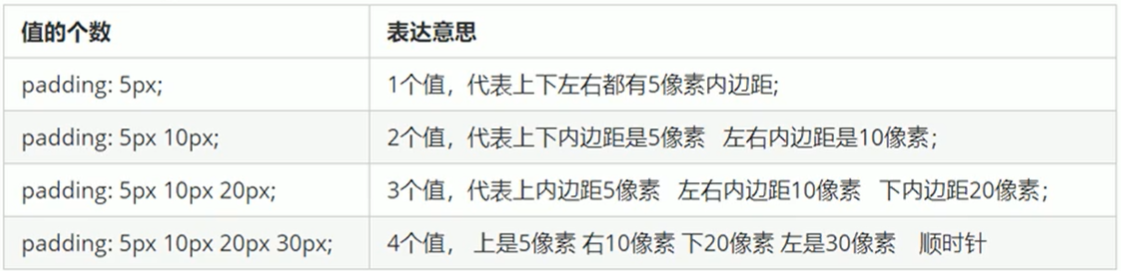 值的个数 表达意思
padding: 5px; 1个值，代表上下左右都有5像素内边距;
padding: 5px 10px; 2个值，代表上下内边距是5像素 左右内边距是10像素；
padding: 5px 10px 20px; 3个值，代表上内边距5像素 左右内边距10像素 下内边距20像素；
padding: 5px 10px 20px 30px; 4个值， 上是5像素 右10像素 下20像素 左是30像素 顺时针